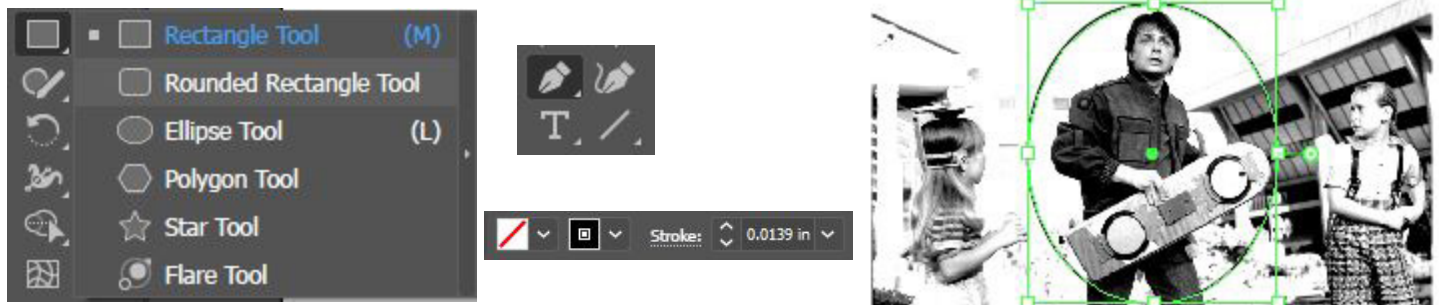 Rectangle Tool (M)
Rounded Rectangle Tool
Ellipse Tool (L)
Polygon Tool
Star Tool
Flare Tool
T
Stroke: 0.0139 in